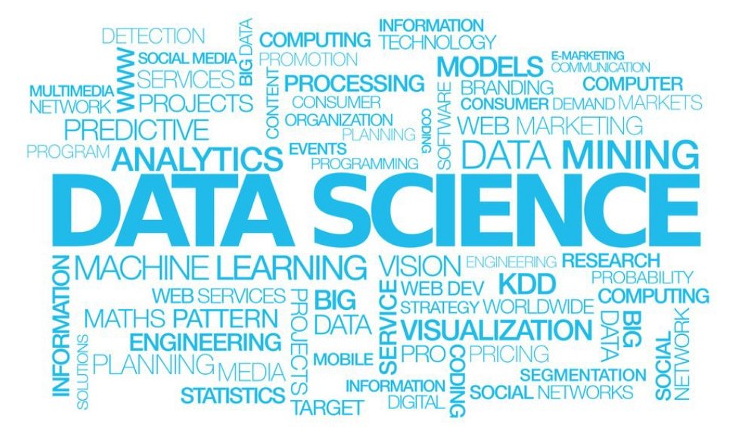 DETECTION
WWW
SOCIAL MEDIA
SERVICES
PROJECTS
BIG DATA
MULTIMEDIA
NETWORK
PREDICTIVE
PROGRAM
ANALYTICS
INFORMATION
COMPUTING TECHNOLOGY
PROMOTION
CONTENT
PROCESSING
CONSUMER
ORGANIZATION
PLANNING
EVENTS
PROGRAMMING
CODING
SOFTWARE
MODELS
E-MARKETING
COMMUNICATION
BRANDING
COMPUTER
CONSUMER DEMAND MARKETS
WEB MARKETING
DATA MINING
DATA SCIENCE
INFORMATION
MACHINE LEARNING
VISION
ENGINEERING
RESEARCH
PROBABILITY
WEB SERVICES
PROJECTS
BIG
DATA
SERVICE
WEB DEV
KDD
COMPUTING
STRATEGY WORLDWIDE
MATHS PATTERN
VISUALIZATION
BIG
DATA
SOCIAL
NETWORK
ENGINEERING
SOLUTIONS
PLANNING
MEDIA
MOBILE
PRO
CODING
PRICING
STATISTICS
TARGET
INFORMATION
DIGITAL
SEGMENTATION
SOCIAL NETWORKS